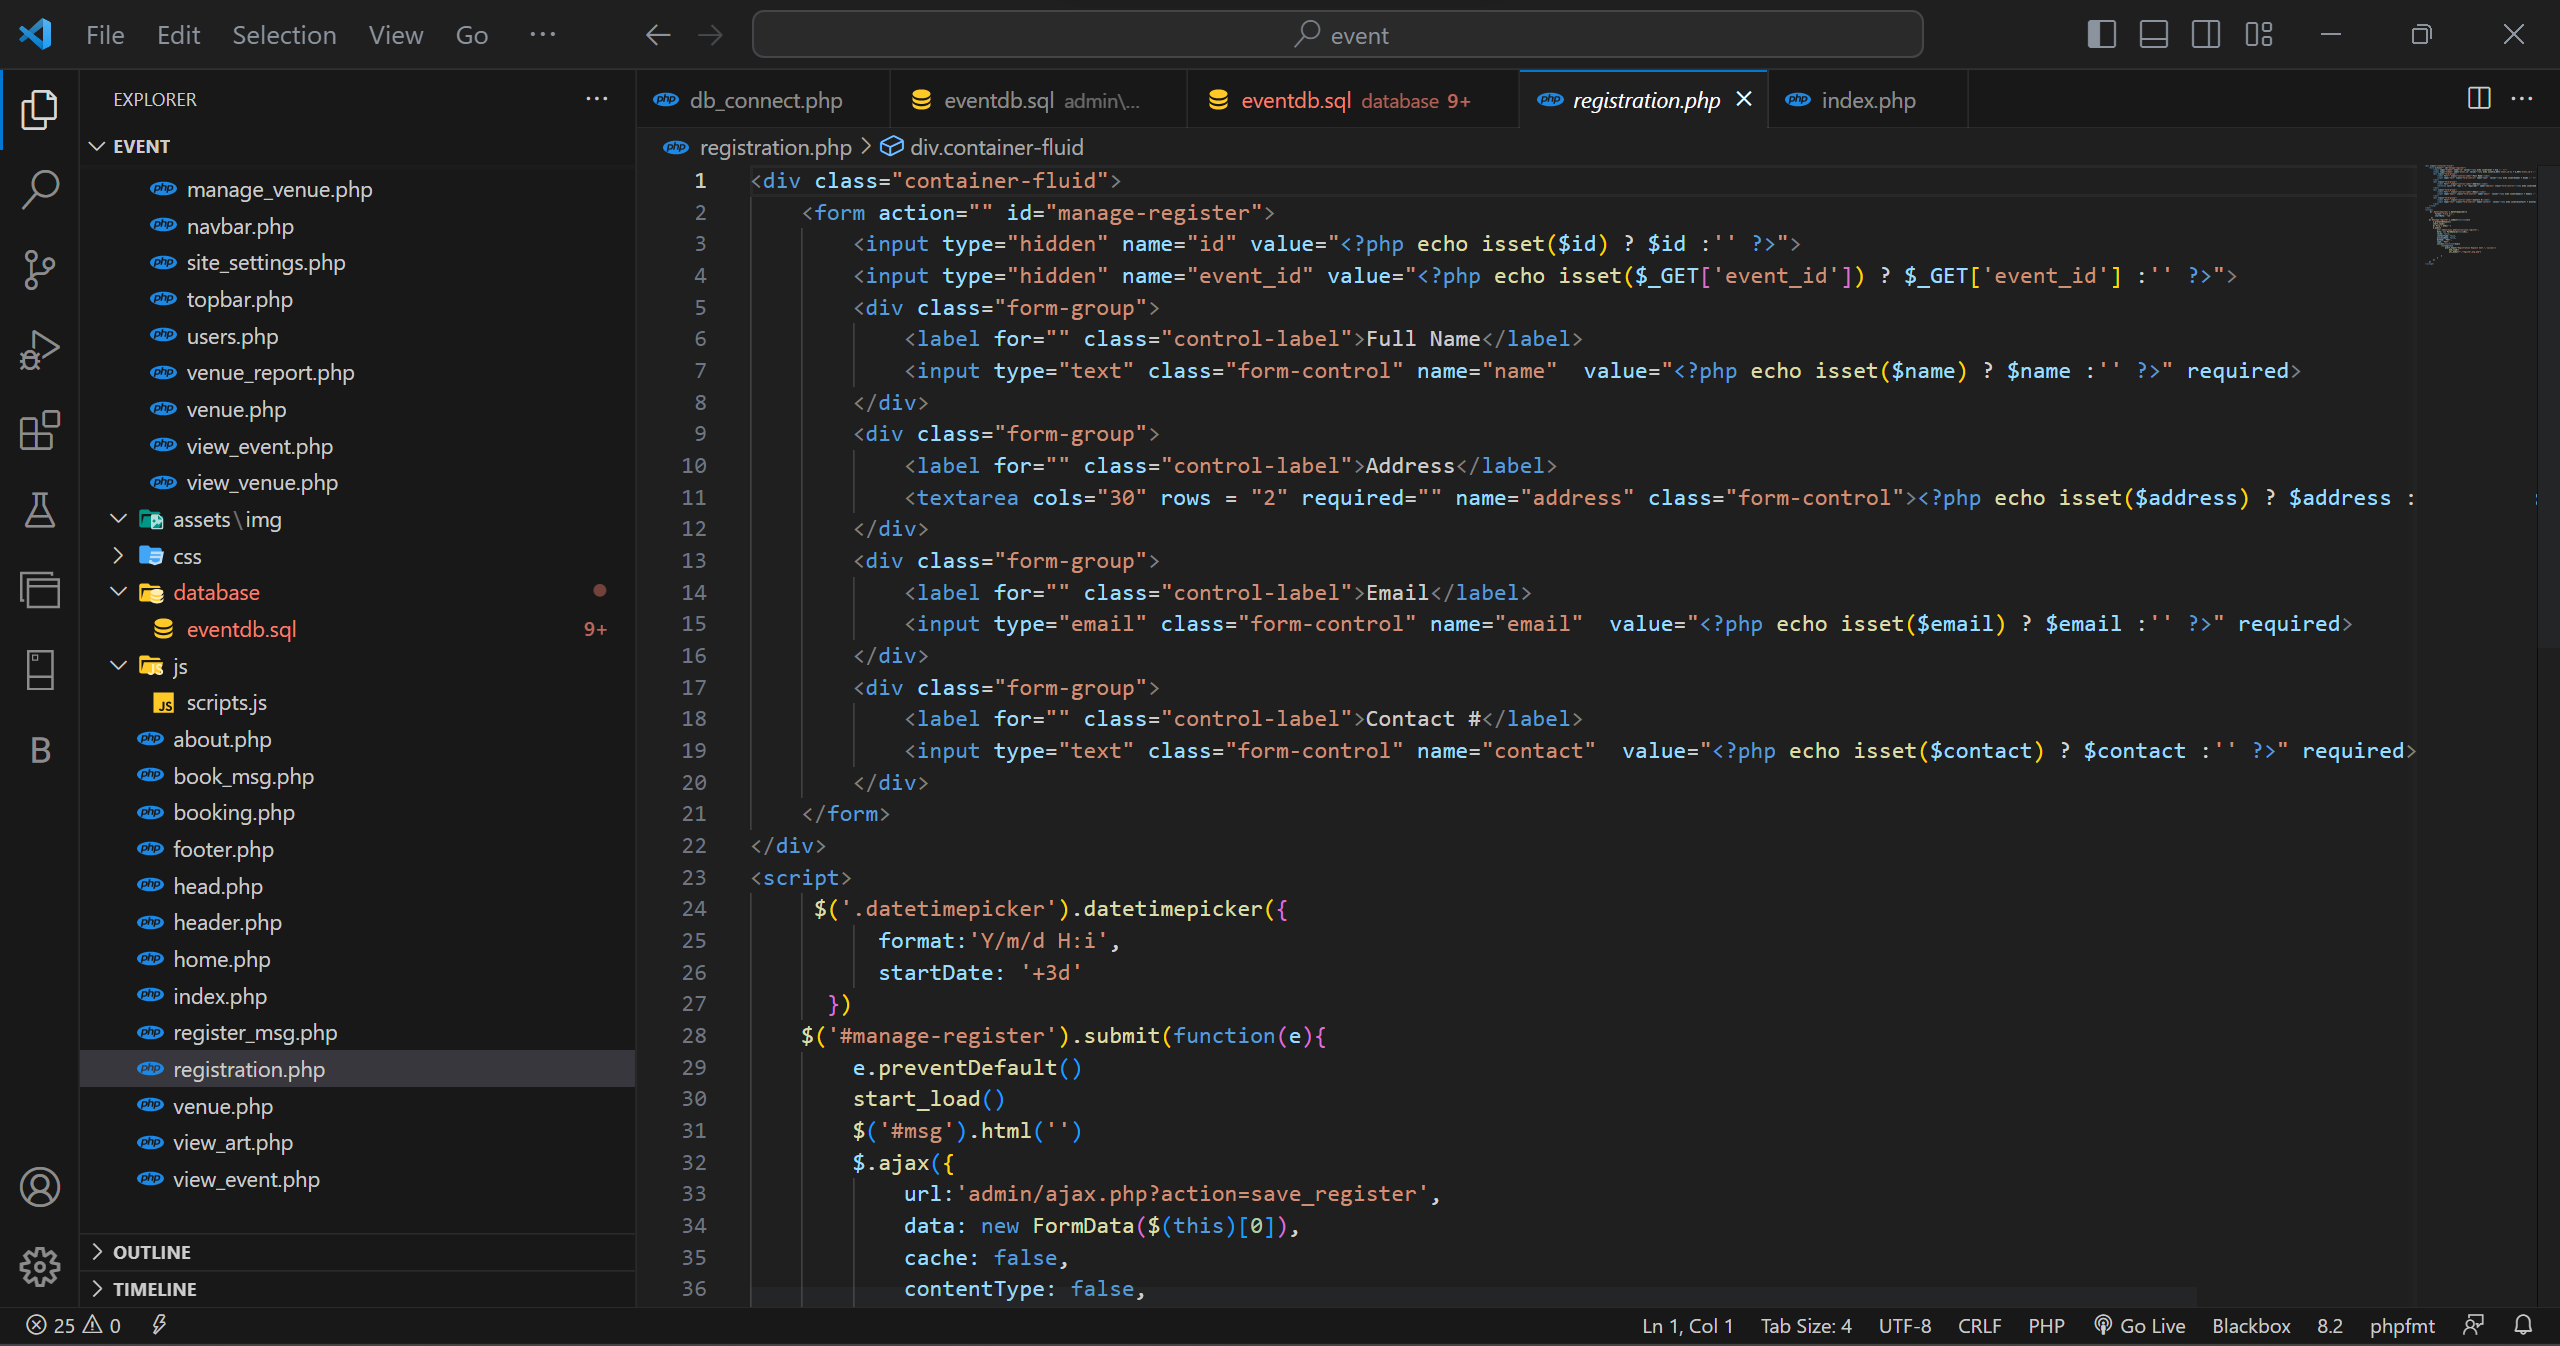 File Edit Selection View Go ··· event
EXPLORER ···
EVENT
manage_venue.php
navbar.php
site_settings.php
topbar.php
users.php
venue_report.php
venue.php
view_event.php
view_venue.php
assets\img
css
database
eventdb.sql 9+
js
scripts.js
about.php
book_msg.php
booking.php
footer.php
head.php
header.php
home.php
index.php
register_msg.php
registration.php
venue.php
view_art.php
view_event.php
OUTLINE
TIMELINE
B
db_connect.php eventdb.sql admin\... eventdb.sql database 9+ registration.php index.php
registration.php > div.container-fluid
1 <div class="container-fluid">
2 <form action="" id="manage-register">
3 <input type="hidden" name="id" value="<?php echo isset($id) ? $id :'' ?>">
4 <input type="hidden" name="event_id" value="<?php echo isset($_GET['event_id']) ? $_GET['event_id'] :'' ?>">
5 <div class="form-group">
6 <label for="" class="control-label">Full Name</label>
7 <input type="text" class="form-control" name="name"  value="<?php echo isset($name) ? $name :'' ?>" required>
8 </div>
9 <div class="form-group">
10 <label for="" class="control-label">Address</label>
11 <textarea cols="30" rows = "2" required="" name="address" class="form-control"><?php echo isset($address) ? $address :
12 </div>
13 <div class="form-group">
14 <label for="" class="control-label">Email</label>
15 <input type="email" class="form-control" name="email"  value="<?php echo isset($email) ? $email :'' ?>" required>
16 </div>
17 <div class="form-group">
18 <label for="" class="control-label">Contact #</label>
19 <input type="text" class="form-control" name="contact"  value="<?php echo isset($contact) ? $contact :'' ?>" required>
20 </div>
21 </form>
22 </div>
23 <script>
24 $('.datetimepicker').datetimepicker({
25 format:'Y/m/d H:i',
26 startDate: '+3d'
27 })
28 $('#manage-register').submit(function(e){
29 e.preventDefault()
30 start_load()
31 $('#msg').html('')
32 $.ajax({
33 url:'admin/ajax.php?action=save_register',
34 data: new FormData($(this)[0]),
35 cache: false,
36 contentType: false,
25 0 Ln 1, Col 1 Tab Size: 4 UTF-8 CRLF PHP Go Live Blackbox 8.2 phpfmt